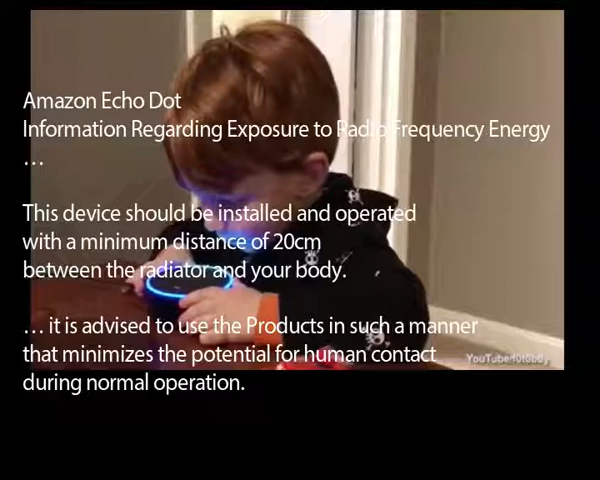 Amazon Echo Dot
Information Regarding Exposure to Radio Frequency Energy
…
This device should be installed and operated
with a minimum distance of 20cm
between the radiator and your body.
… it is advised to use the Products in such a manner
that minimizes the potential for human contact
during normal operation.